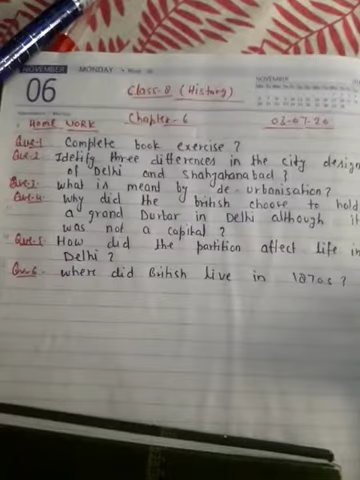 NOVEMBER MONDAY
06
NOVEMBER
Class-8 (History)
Chapter-6
03-07-20
HOME WORK
Que-1 Complete book exercise?
Que-2 Idetify three differences in the city design
of Delhi and Shahjahanabad?
Que-3. what is meant by de-urbanisation?
Que-4. Why did the british choose to hold
a grand Durbar in Delhi although it
was not a capital?
Que-5. How did the partition affect life in
Delhi?
Que-6. where did British live in 1870s?